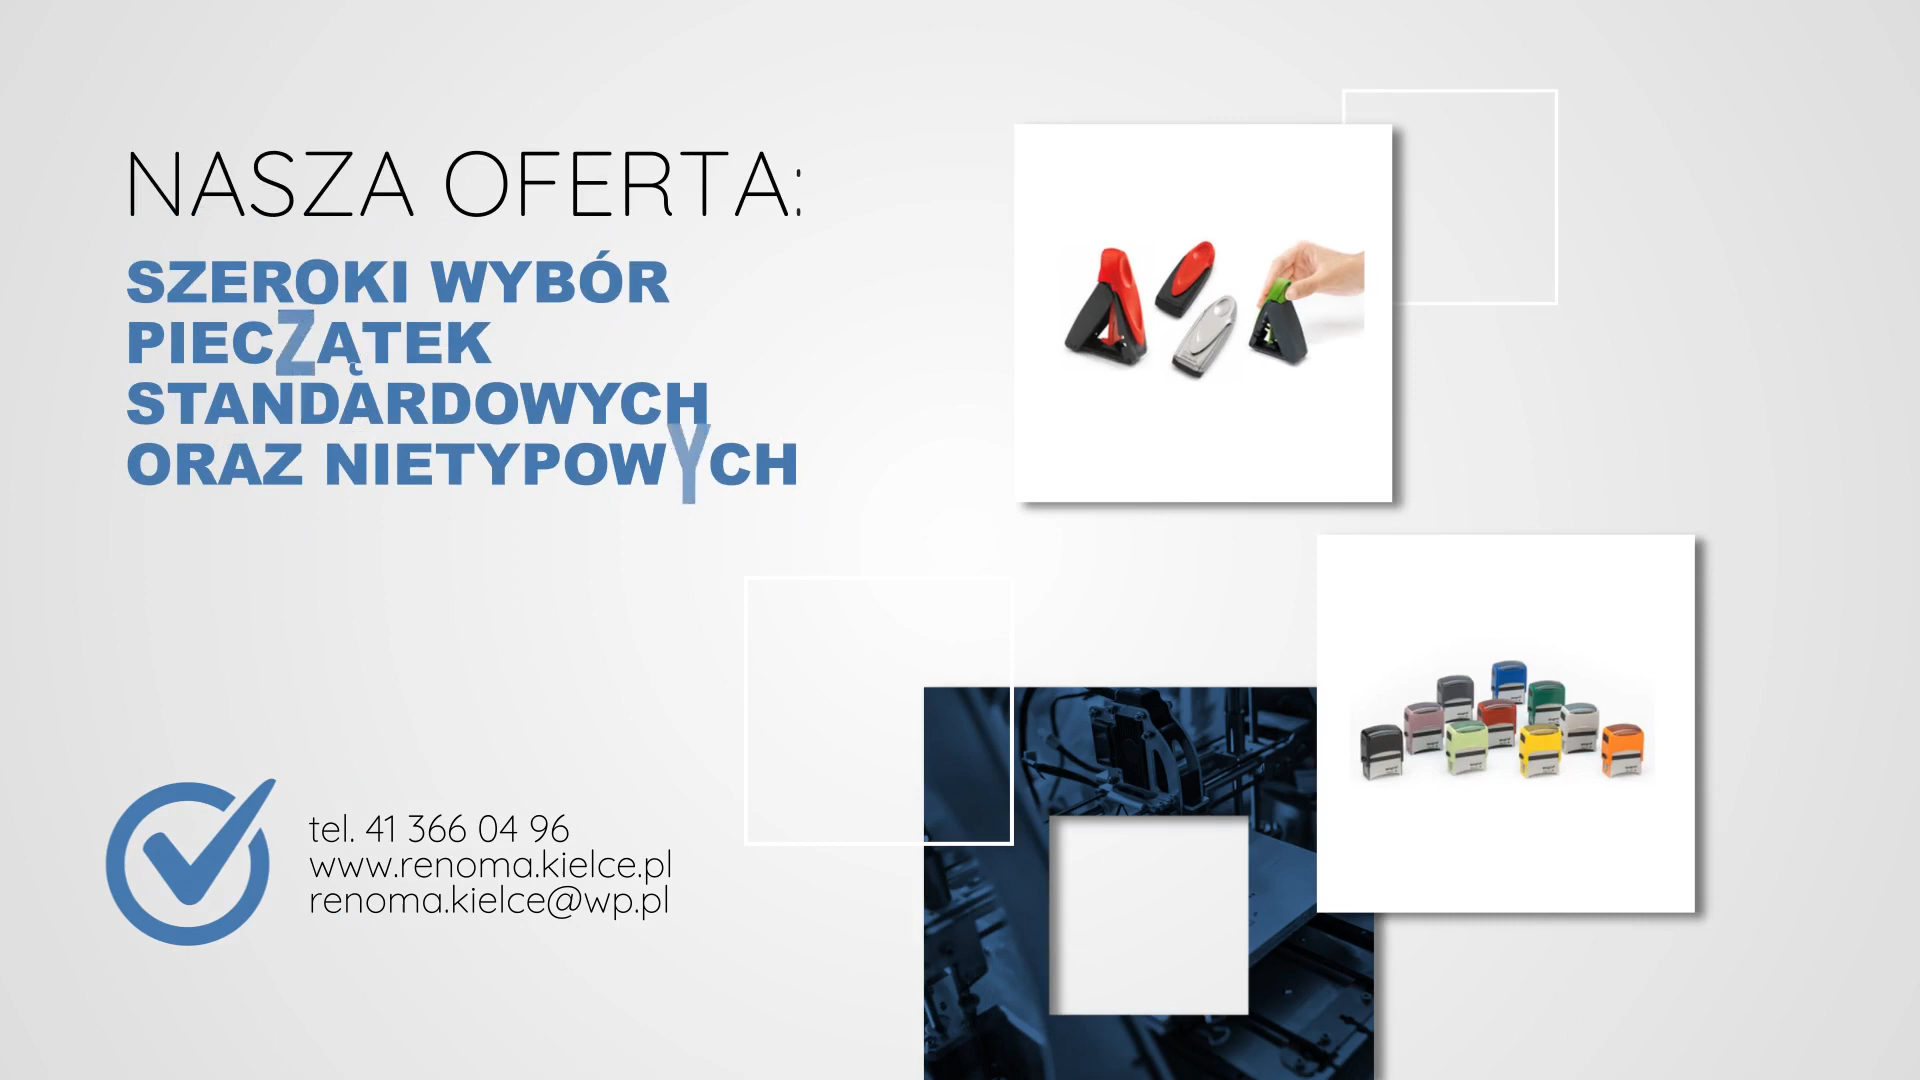 NASZA OFERTA:
SZEROKI WYBÓR
PIECZĄTEK
STANDARDOWYCH
ORAZ NIETYPOWYCH
tel. 41 366 04 96
www.renoma.kielce.pl
renoma.kielce@wp.pl